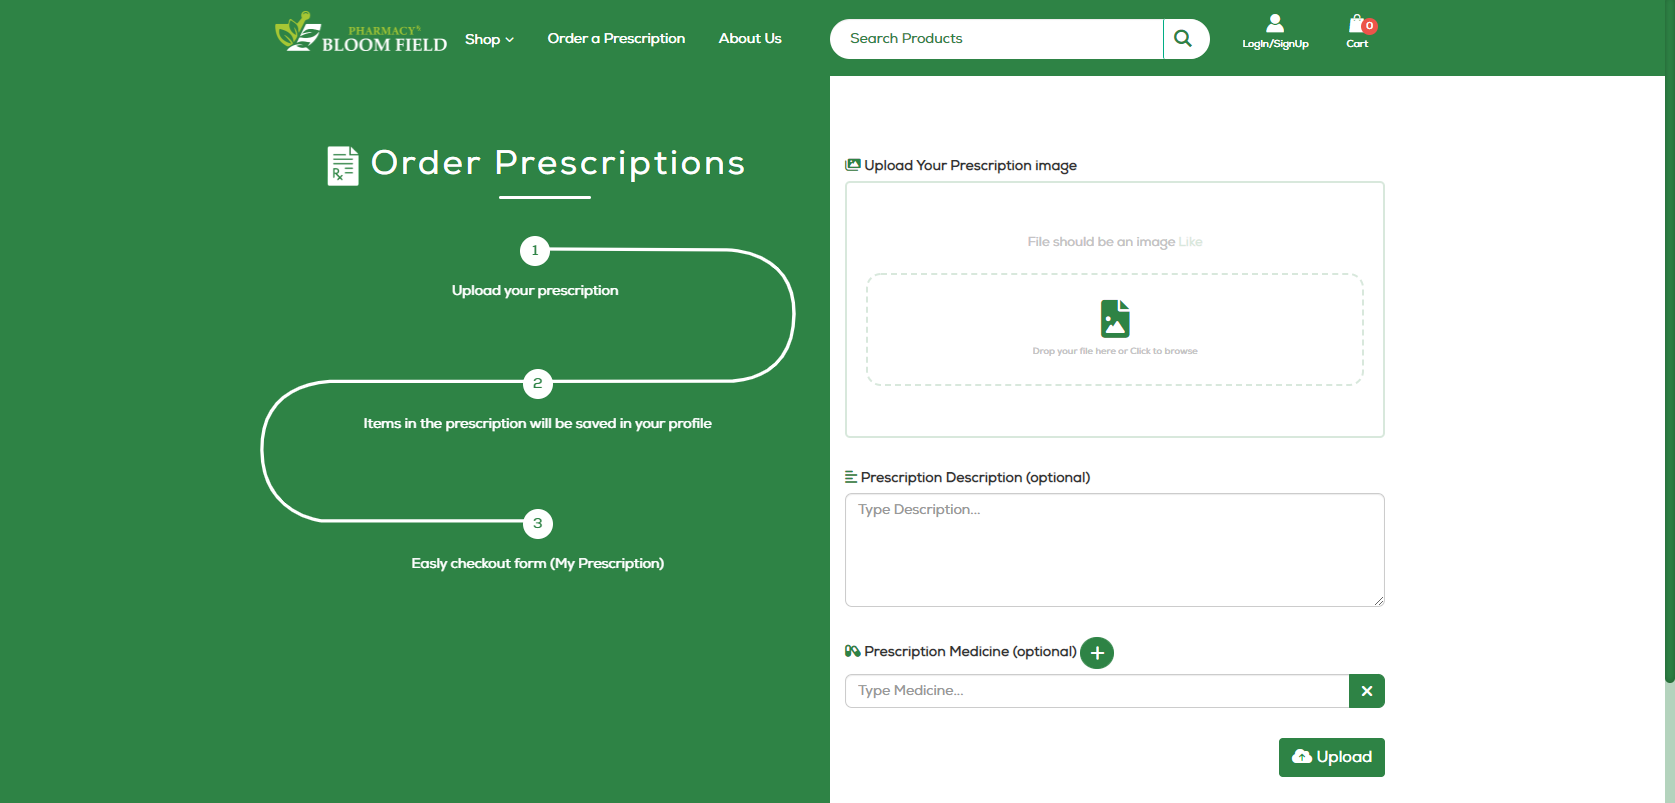 PHARMACY
BLOOM FIELD
Shop
Order a Prescription
About Us
Search Products
LogIn/SignUp
0
Cart
Rx
Order Prescriptions
1
Upload your prescription
2
Items in the prescription will be saved in your profile
3
Easly checkout form (My Prescription)
Upload Your Prescription image
File should be an image Like
Drop your file here or Click to browse
Prescription Description (optional)
Type Description...
Prescription Medicine (optional)
Type Medicine...
Upload